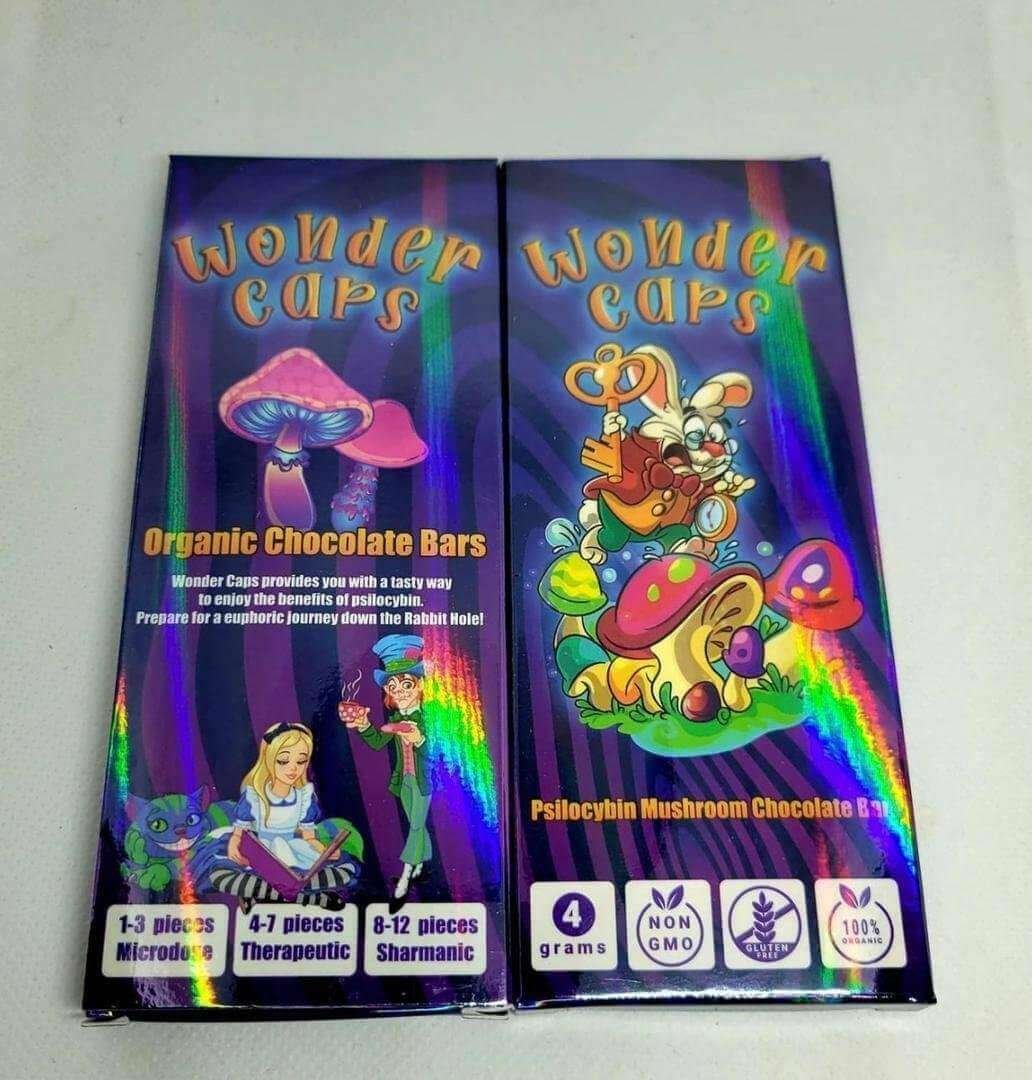 Wonder
caps
Organic Chocolate Bars
Wonder Caps provides you with a tasty way
to enjoy the benefits of psilocybin.
Prepare for a euphoric journey down the Rabbit Hole!
1-3 pieces
Microdose
4-7 pieces
Therapeutic
8-12 pieces
Sharmanic
Wonder
caps
Psilocybin Mushroom Chocolate Bar
4
grams
NON
GMO
GLUTEN
FREE
100%
ORGANIC